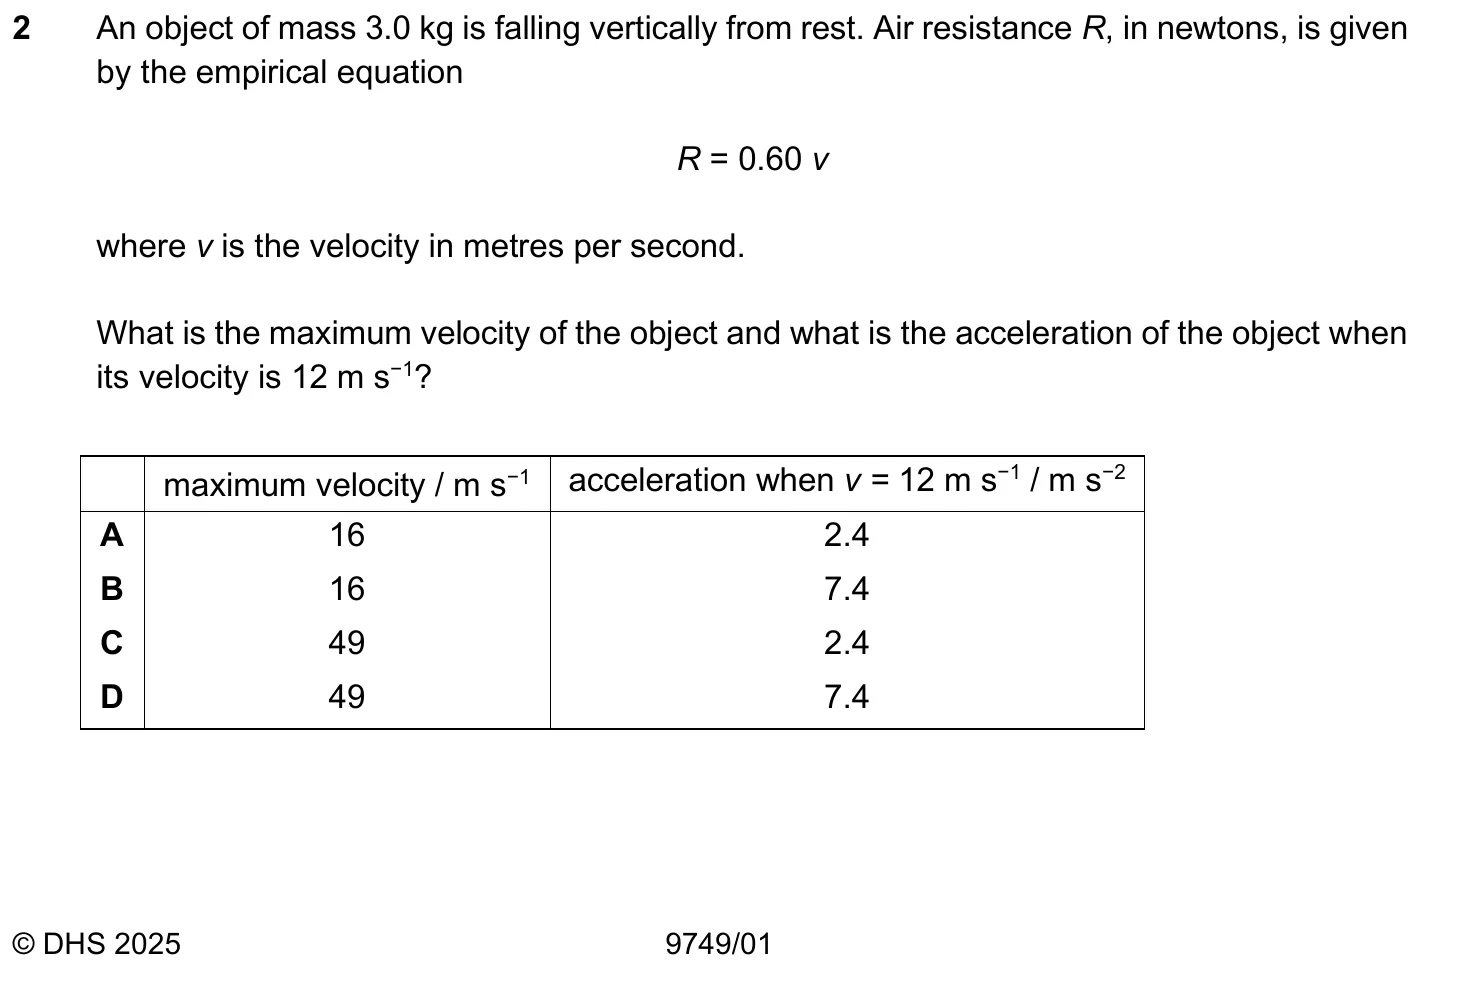 2 An object of mass 3.0 kg is falling vertically from rest. Air resistance R, in newtons, is given
by the empirical equation
R = 0.60 v
where v is the velocity in metres per second.
What is the maximum velocity of the object and what is the acceleration of the object when
its velocity is 12 m s⁻¹?
maximum velocity / m s⁻¹ acceleration when v = 12 m s⁻¹ / m s⁻²
A 16 2.4
B 16 7.4
C 49 2.4
D 49 7.4
© DHS 2025 9749/01